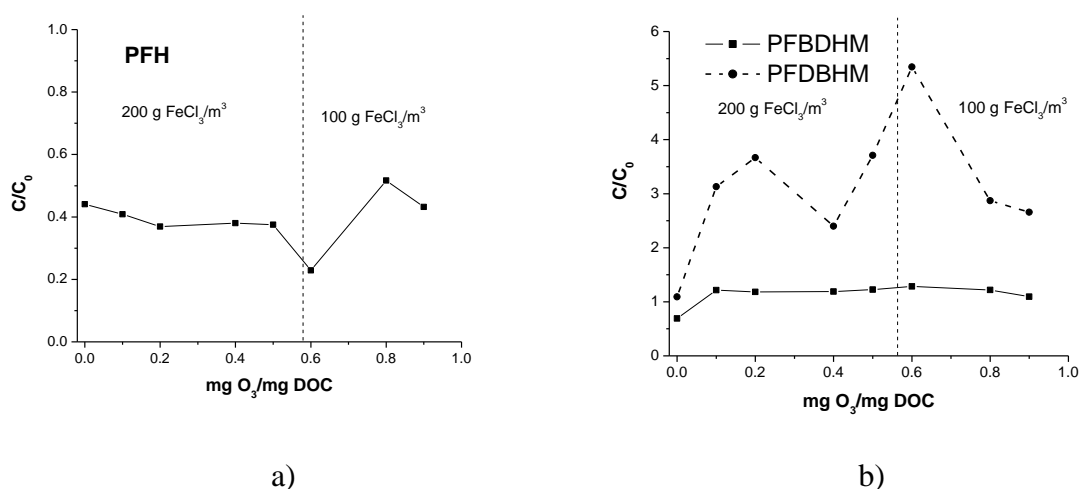 PFH
200 g FeCl3/m3
100 g FeCl3/m3
C/C0
1.0
0.8
0.6
0.4
0.2
0.0
0.0 0.2 0.4 0.6 0.8 1.0
mg O3/mg DOC
a)
PFBDHM
PFDBHM
200 g FeCl3/m3
100 g FeCl3/m3
C/C0
6
5
4
3
2
1
0
0.0 0.2 0.4 0.6 0.8 1.0
mg O3/mg DOC
b)